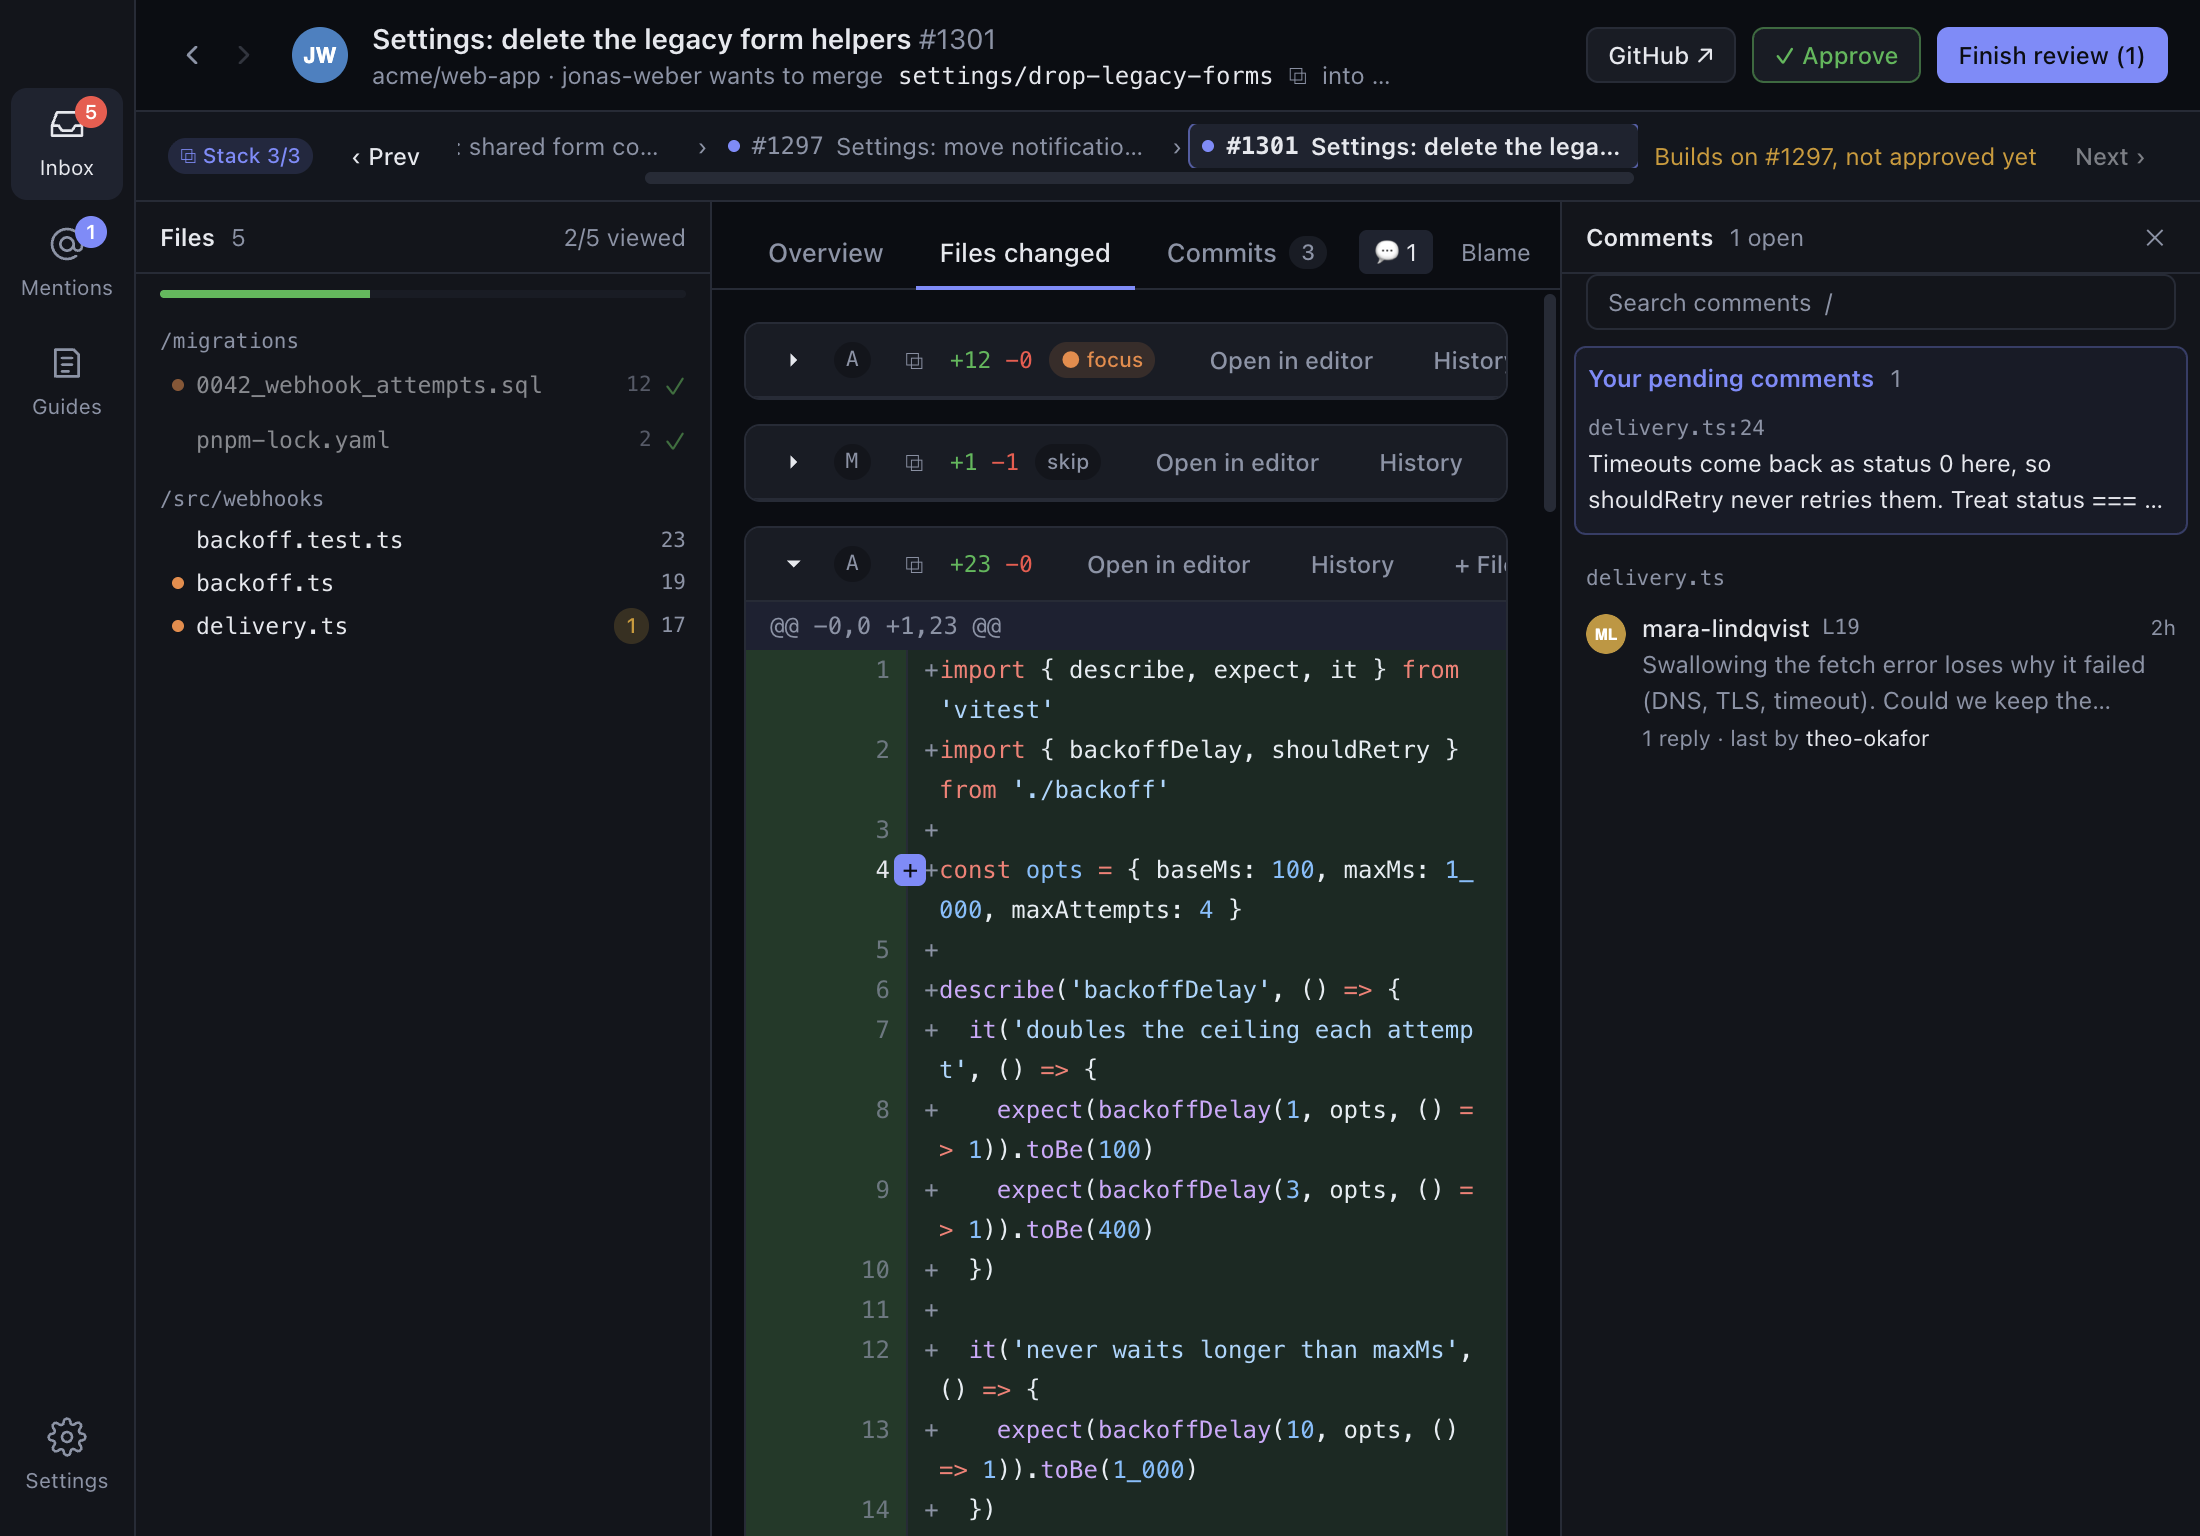 5
Inbox
1
Mentions
Guides
Settings
JW
Settings: delete the legacy form helpers #1301
acme/web-app · jonas-weber wants to merge settings/drop-legacy-forms into …
GitHub ↗
✓ Approve
Finish review (1)
Stack 3/3
‹ Prev
: shared form co…
›
#1297 Settings: move notificatio…
›
#1301 Settings: delete the lega…
Builds on #1297, not approved yet
Next ›
Files 5
2/5 viewed
/migrations
0042_webhook_attempts.sql 12 ✓
pnpm-lock.yaml 2 ✓
/src/webhooks
backoff.test.ts 23
backoff.ts 19
delivery.ts 1 17
Overview
Files changed
Commits 3
💬 1
Blame
A +12 −0 focus Open in editor History
M +1 −1 skip Open in editor History
A +23 −0 Open in editor History + File
@@ −0,0 +1,23 @@
1 +import { describe, expect, it } from
'vitest'
2 +import { backoffDelay, shouldRetry }
from './backoff'
3 +
4 + +const opts = { baseMs: 100, maxMs: 1_
000, maxAttempts: 4 }
5 +
6 +describe('backoffDelay', () => {
7 +  it('doubles the ceiling each attemp
t', () => {
8 +    expect(backoffDelay(1, opts, () =
> 1)).toBe(100)
9 +    expect(backoffDelay(3, opts, () =
> 1)).toBe(400)
10 +  })
11 +
12 +  it('never waits longer than maxMs',
() => {
13 +    expect(backoffDelay(10, opts, ()
=> 1)).toBe(1_000)
14 +  })
Comments 1 open
Search comments /
Your pending comments 1
delivery.ts:24
Timeouts come back as status 0 here, so
shouldRetry never retries them. Treat status === …
delivery.ts
ML
mara-lindqvist L19 2h
Swallowing the fetch error loses why it failed
(DNS, TLS, timeout). Could we keep the…
1 reply · last by theo-okafor